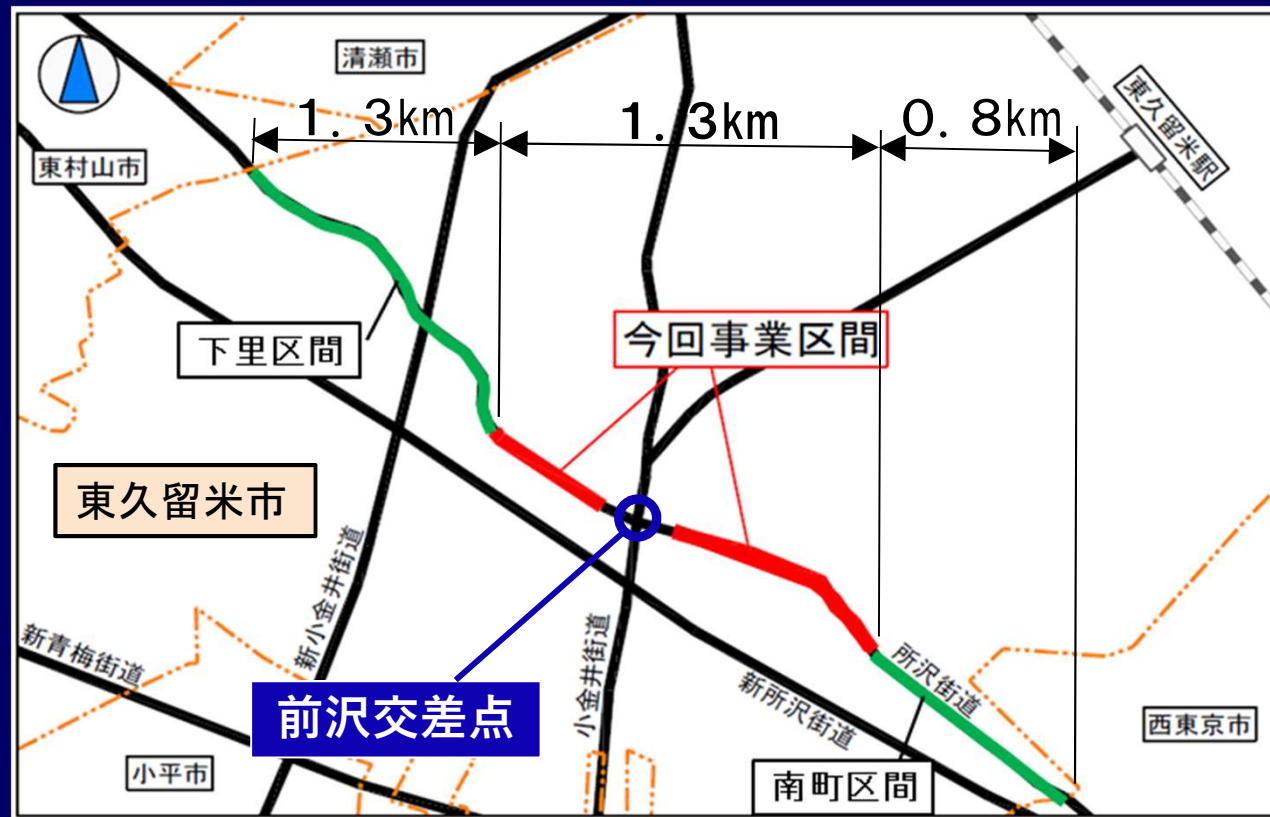 清瀬市
1.3km
1.3km
0.8km
東久留米駅
東村山市
下里区間
今回事業区間
東久留米市
新小金井街道
新青梅街道
小金井街道
所沢街道
新所沢街道
前沢交差点
西東京市
小平市
南町区間